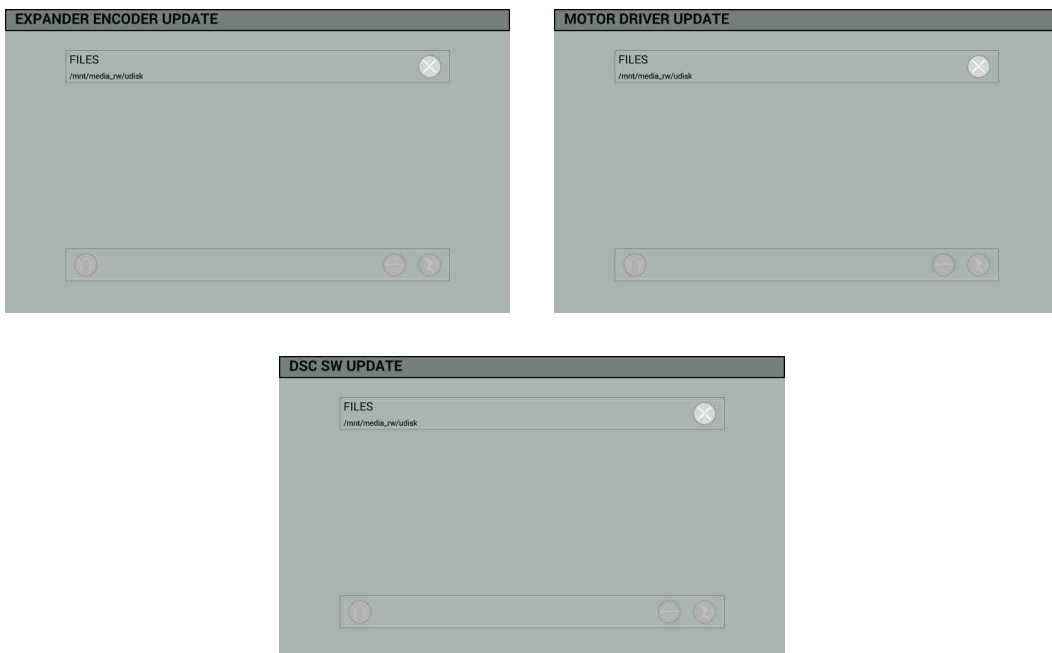 EXPANDER ENCODER UPDATE
FILES
/mnt/media_rw/udisk
MOTOR DRIVER UPDATE
FILES
/mnt/media_rw/udisk
DSC SW UPDATE
FILES
/mnt/media_rw/udisk